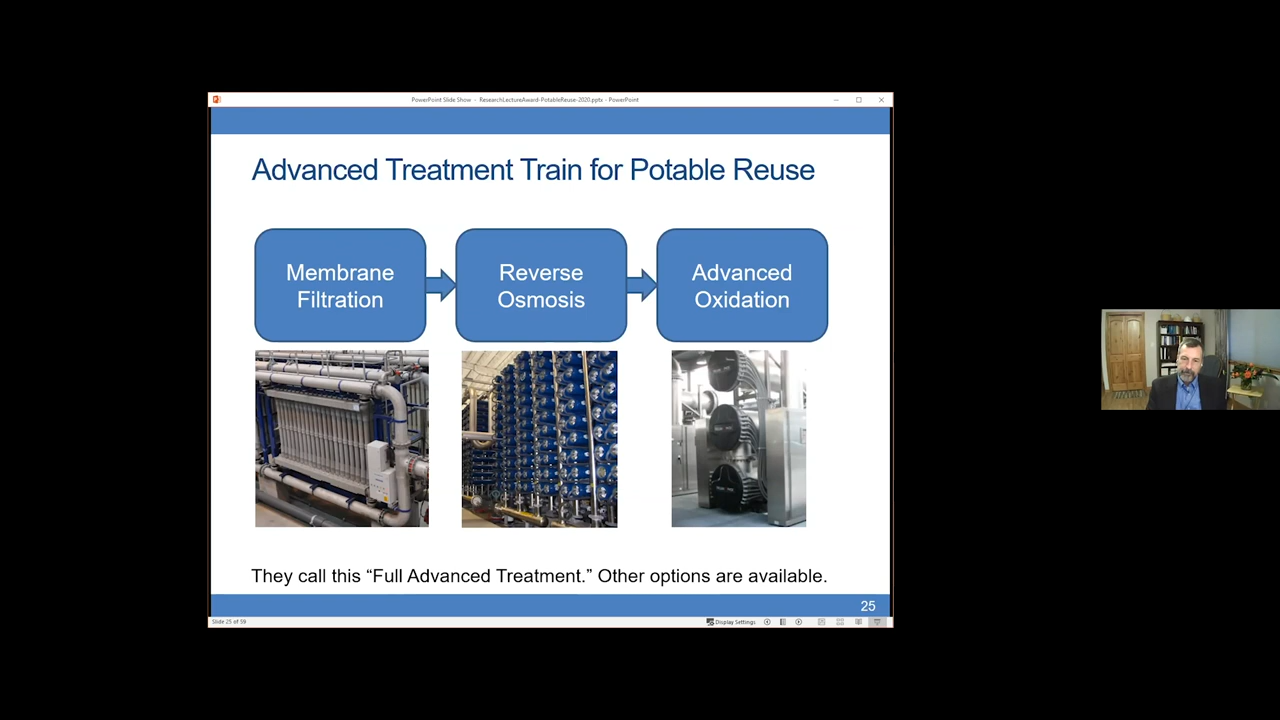 PowerPoint Slide Show - ResearchLectureAward-PotableReuse-2020.pptx - PowerPoint
Advanced Treatment Train for Potable Reuse
Membrane
Filtration
Reverse
Osmosis
Advanced
Oxidation
They call this “Full Advanced Treatment.” Other options are available.
25
Slide 25 of 59
Display Settings